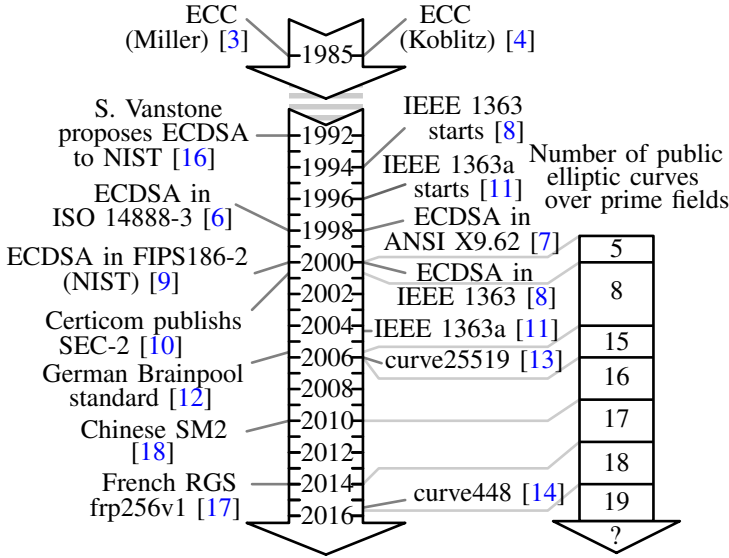 ECC
(Miller) [3]
1985
ECC
(Koblitz) [4]
S. Vanstone
proposes ECDSA
to NIST [16]
ECDSA in
ISO 14888-3 [6]
ECDSA in FIPS186-2
(NIST) [9]
Certicom publishs
SEC-2 [10]
German Brainpool
standard [12]
Chinese SM2
[18]
French RGS
frp256v1 [17]
1992
1994
1996
1998
2000
2002
2004
2006
2008
2010
2012
2014
2016
IEEE 1363
starts [8]
IEEE 1363a
starts [11]
ECDSA in
ANSI X9.62 [7]
ECDSA in
IEEE 1363 [8]
IEEE 1363a [11]
curve25519 [13]
curve448 [14]
Number of public
elliptic curves
over prime fields
5
8
15
16
17
18
19
?